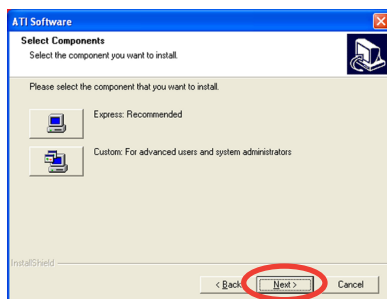 ATI Software
Select Components
Select the component you want to install.
Please select the component that you want to install.
Express: Recommended
Custom: For advanced users and system administrators
InstallShield
< Back
Next >
Cancel